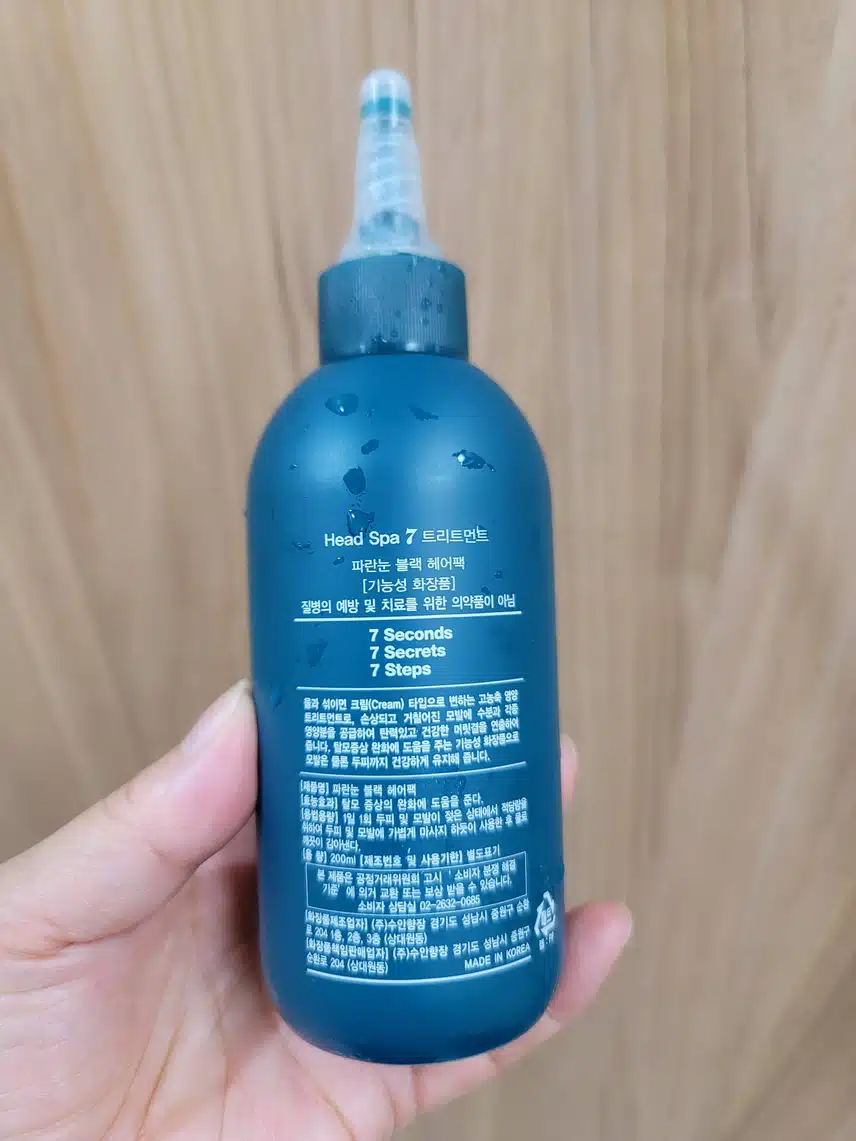 Head Spa 7 트리트먼트
파란눈 블랙 헤어팩
[기능성 화장품]
질병의 예방 및 치료를 위한 의약품이 아님
7 Seconds
7 Secrets
7 Steps
물과 섞이면 크림(Cream) 타입으로 변하는 고농축 영양
트리트먼트로, 손상되고 거칠어진 모발에 수분과 각종
영양분을 공급하여 탄력있고 건강한 머릿결을 연출하여
줍니다. 탈모증상 완화에 도움을 주는 기능성 화장품으로
모발은 물론 두피까지 건강하게 유지해 줍니다.
[제품명] 파란눈 블랙 헤어팩
[효능효과] 탈모 증상의 완화에 도움을 준다.
[용법용량] 1일 1회 두피 및 모발이 젖은 상태에서 적당량을
취하여 두피 및 모발에 가볍게 마사지 하듯이 사용한 후 물로
깨끗이 감아낸다.
[용 량] 200ml [제조번호 및 사용기한] 별도표기
본 제품은 공정거래위원회 고시 '소비자 분쟁 해결
기준'에 의거 교환 또는 보상 받을 수 있습니다.
소비자 상담실 02-2632-0685
[화장품제조업자] (주)수안향장 경기도 성남시 중원구 순환
로 204 1층, 2층, 3층 (상대원동)
[화장품책임판매업자] (주)수안향장 경기도 성남시 중원구
순환로 204 (상대원동)
MADE IN KOREA